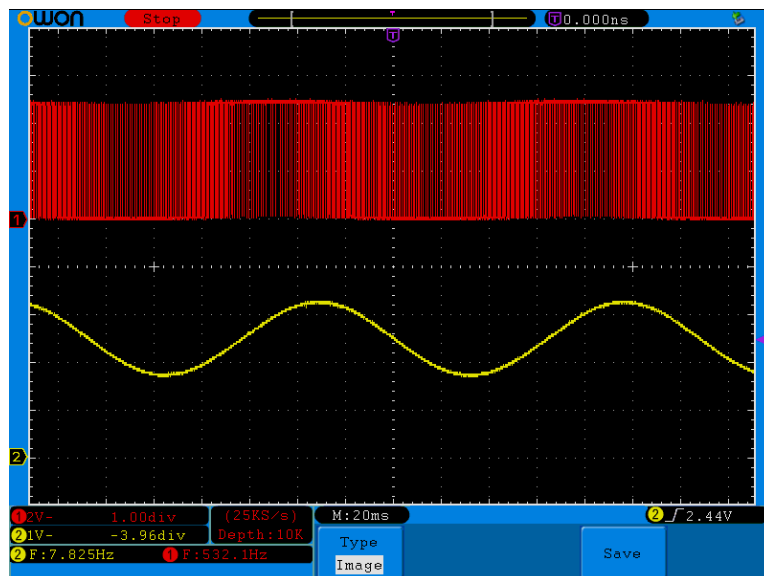 owon Stop T 0.000ns
T
1
2
1 2V- 1.00div (25KS/s) M:20ms 2 2.44V
2 1V- -3.96div Depth:10K
2 F:7.825Hz 1 F:532.1Hz
Type
Image
Save